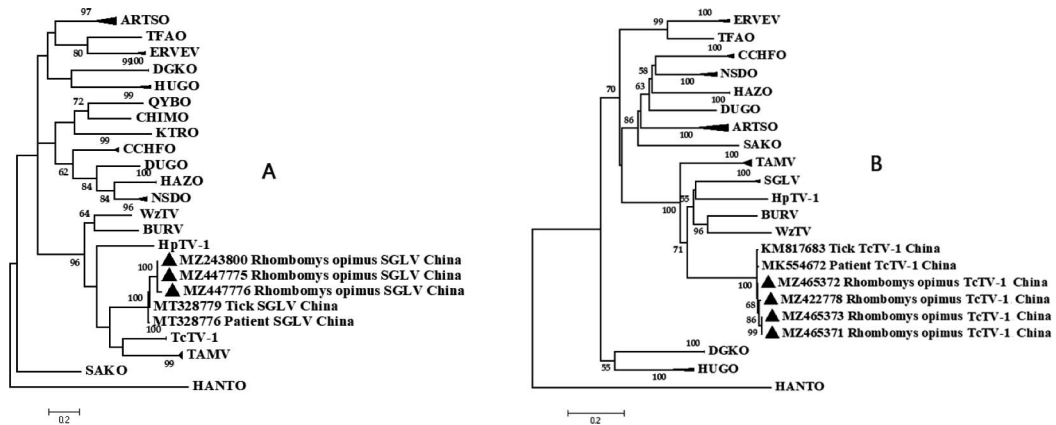 97
ARTSO
TFAO
80
ERVEV
99
100
DGKO
HUGO
99
QYBO
72
CHIMO
KTRO
99
CCHFO
62
DUGO
100
84
HAZO
84
NSDO
96
WzTV
64
BURV
HpTV-1
96
100
MZ243800 Rhombomys opimus SGLV China
MZ447775 Rhombomys opimus SGLV China
MZ447776 Rhombomys opimus SGLV China
100
MT328779 Tick SGLV China
MT328776 Patient SGLV China
100
TcTV-1
TAMV
99
SAKO
HANTO
0.2
A
100
ERVEV
99
TFAO
100
CCHFO
58
NSDO
100
63
HAZO
100
DUGO
70
86
ARTSO
100
SAKO
100
TAMV
100
SGLV
55
HpTV-1
100
BURV
96
WzTV
71
KM817683 Tick TcTV-1 China
MK554672 Patient TcTV-1 China
100
MZ465372 Rhombomys opimus TcTV-1 China
68
MZ422778 Rhombomys opimus TcTV-1 China
86
MZ465373 Rhombomys opimus TcTV-1 China
99
MZ465371 Rhombomys opimus TcTV-1 China
100
DGKO
55
HUGO
100
HANTO
0.2
B